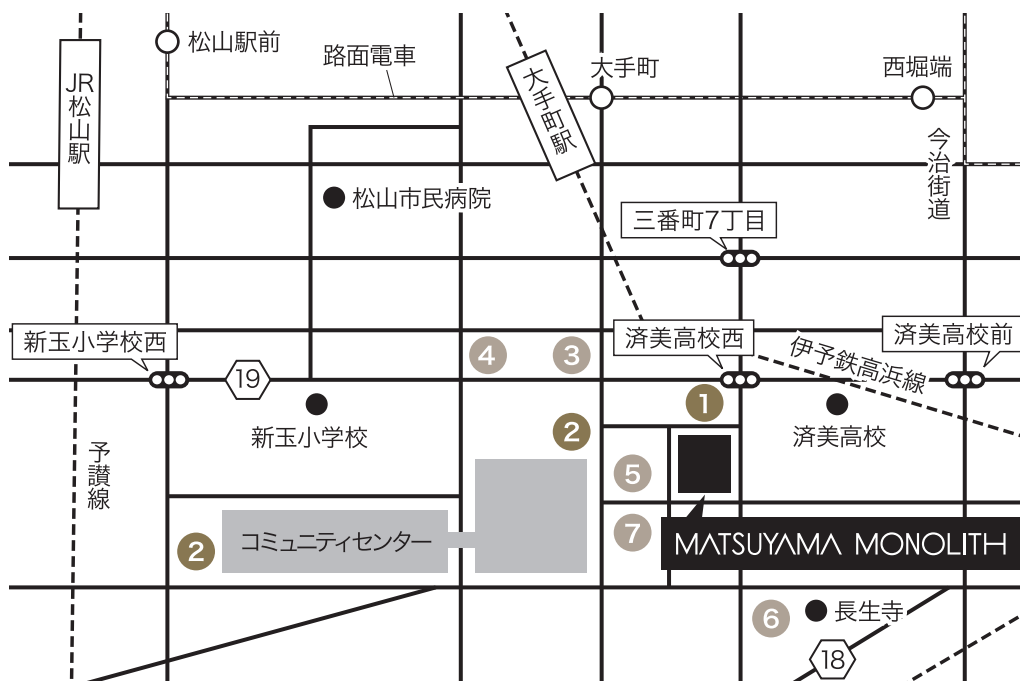 松山駅前
路面電車
大手町
西堀端
JR松山駅
大手町駅
今治街道
松山市民病院
三番町7丁目
新玉小学校西
済美高校西
済美高校前
伊予鉄高浜線
4
3
19
1
新玉小学校
2
済美高校
予讃線
5
2
コミュニティセンター
7
MATSUYAMA MONOLITH
6
長生寺
18